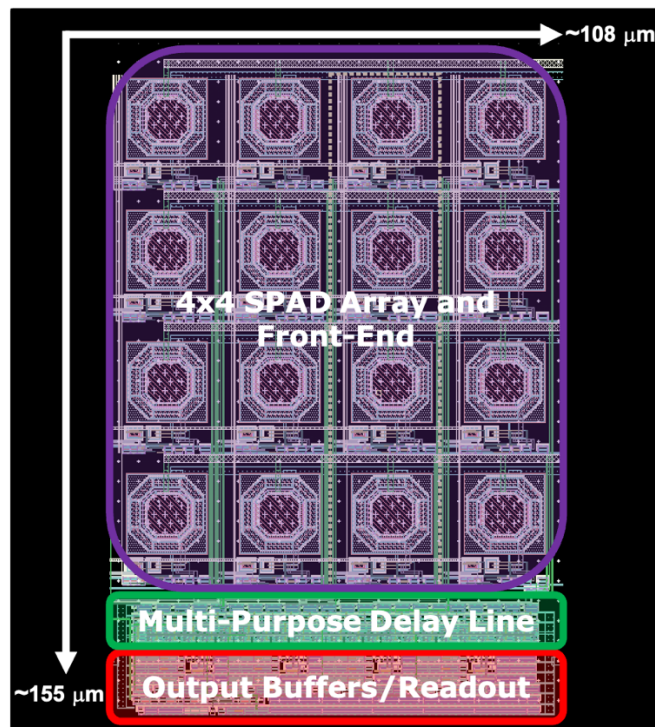 ~108 μm
4x4 SPAD Array and
Front-End
Multi-Purpose Delay Line
Output Buffers/Readout
~155 μm